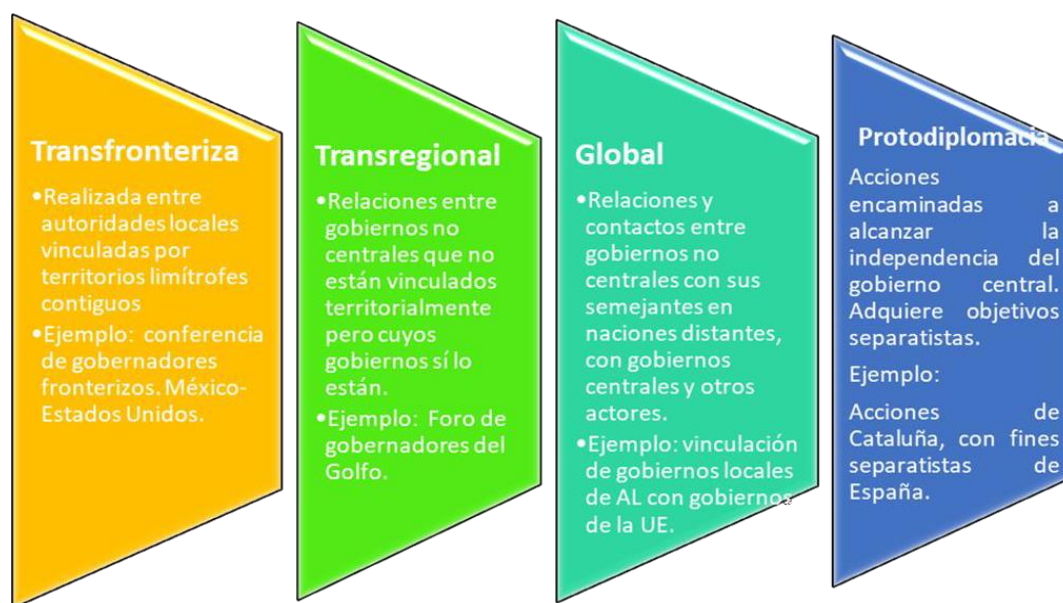 Transfronteriza
•Realizada entre
autoridades locales
vinculadas por
territorios limítrofes
contiguos
•Ejemplo: conferencia
de gobernadores
fronterizos. México-
Estados Unidos.
Transregional
•Relaciones entre
gobiernos no
centrales que no
están vinculados
territorialmente
pero cuyos
gobiernos sí lo
están.
•Ejemplo: Foro de
gobernadores del
Golfo.
Global
•Relaciones y
contactos entre
gobiernos no
centrales con sus
semejantes en
naciones distantes,
con gobiernos
centrales y otros
actores.
•Ejemplo: vinculación
de gobiernos locales
de AL con gobiernos
de la UE.
Protodiplomacia
Acciones
encaminadas a
alcanzar la
independencia del
gobierno central.
Adquiere objetivos
separatistas.
Ejemplo:
Acciones de
Cataluña, con fines
separatistas de
España.